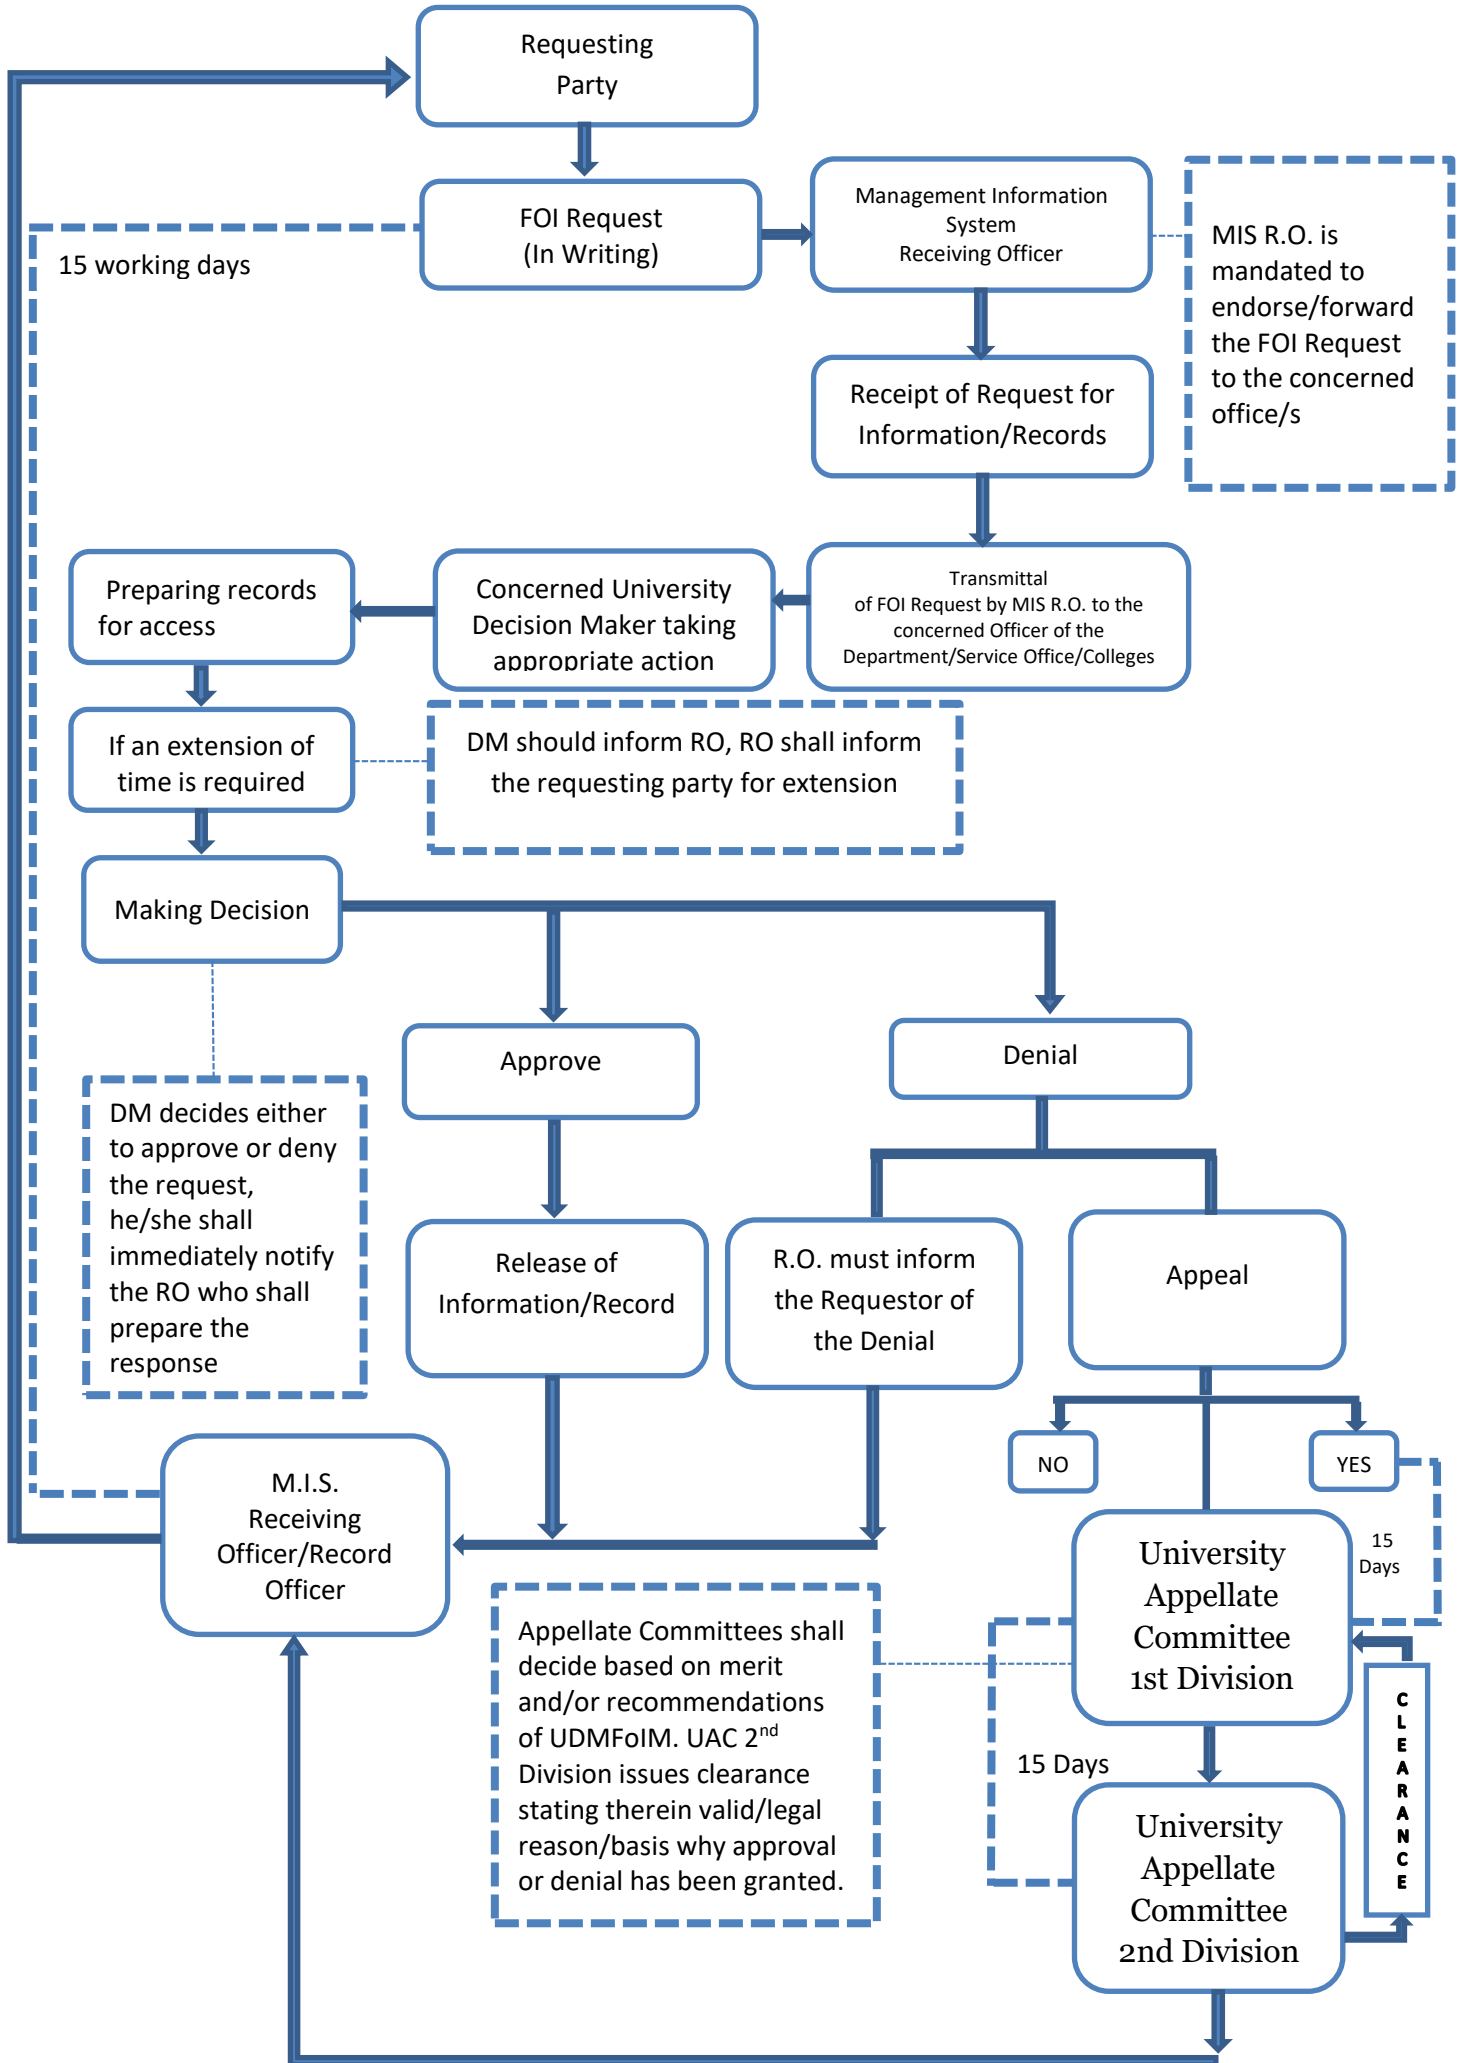 Requesting
Party
FOI Request
(In Writing)
Management Information
System
Receiving Officer
MIS R.O. is
mandated to
endorse/forward
the FOI Request
to the concerned
office/s
15 working days
Receipt of Request for
Information/Records
Preparing records
for access
Concerned University
Decision Maker taking
appropriate action
Transmittal
of FOI Request by MIS R.O. to the
concerned Officer of the
Department/Service Office/Colleges
If an extension of
time is required
DM should inform RO, RO shall inform
the requesting party for extension
Making Decision
Approve
Denial
DM decides either
to approve or deny
the request,
he/she shall
immediately notify
the RO who shall
prepare the
response
Release of
Information/Record
R.O. must inform
the Requestor of
the Denial
Appeal
NO
YES
M.I.S.
Receiving
Officer/Record
Officer
University
Appellate
Committee
1st Division
15
Days
Appellate Committees shall
decide based on merit
and/or recommendations
of UDMFoIM. UAC 2nd
Division issues clearance
stating therein valid/legal
reason/basis why approval
or denial has been granted.
15 Days
CLEARANCE
University
Appellate
Committee
2nd Division